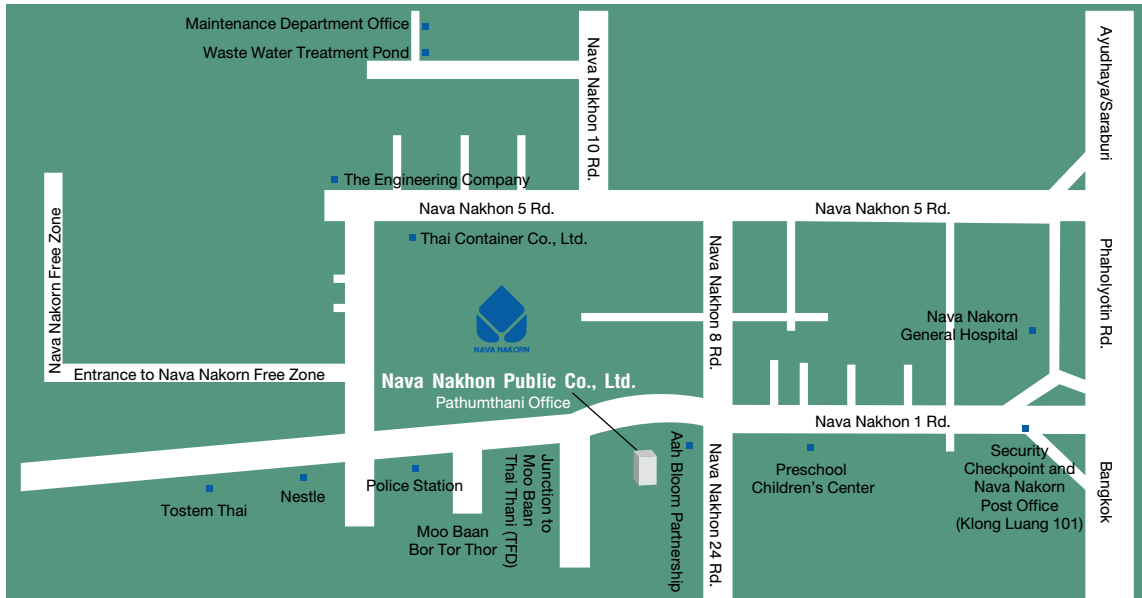 Maintenance Department Office
Waste Water Treatment Pond
Nava Nakhon 10 Rd.
Ayudhaya/Saraburi
The Engineering Company
Nava Nakhon 5 Rd.
Nava Nakhon 5 Rd.
Thai Container Co., Ltd.
Nava Nakorn Free Zone
Nava Nakhon 8 Rd.
Phaholyotin Rd.
NAVA NAKORN
Nava Nakorn
General Hospital
Entrance to Nava Nakorn Free Zone
Nava Nakhon Public Co., Ltd.
Pathumthani Office
Nava Nakhon 1 Rd.
Tostem Thai
Nestle
Police Station
Moo Baan
Bor Tor Thor
Junction to
Moo Baan
Thai Thani (TFD)
Aah Bloom Partnership
Nava Nakhon 24 Rd.
Preschool
Children's Center
Security
Checkpoint and
Nava Nakorn
Post Office
(Klong Luang 101)
Bangkok